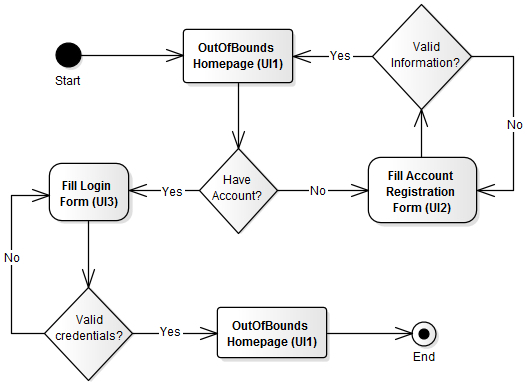 OutOfBounds
Homepage (UI1)
Yes
Valid
Information?
Start
No
Have
Account?
Yes
No
Fill Account
Registration
Form (UI2)
Fill Login
Form (UI3)
No
Valid
credentials?
Yes
OutOfBounds
Homepage (UI1)
End